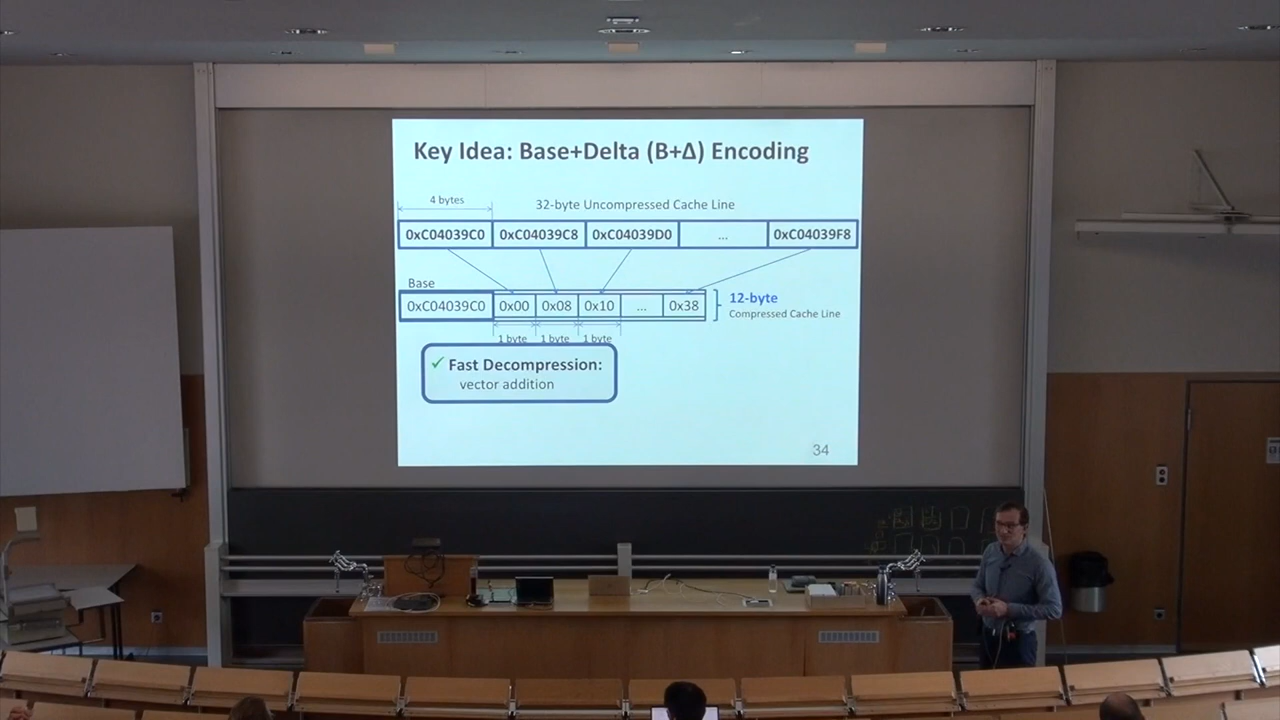 Key Idea: Base+Delta (B+Δ) Encoding
4 bytes
32-byte Uncompressed Cache Line
0xC04039C0 0xC04039C8 0xC04039D0 ... 0xC04039F8
Base
0xC04039C0 0x00 0x08 0x10 ... 0x38
12-byte
Compressed Cache Line
1 byte 1 byte 1 byte
✓ Fast Decompression:
vector addition
34